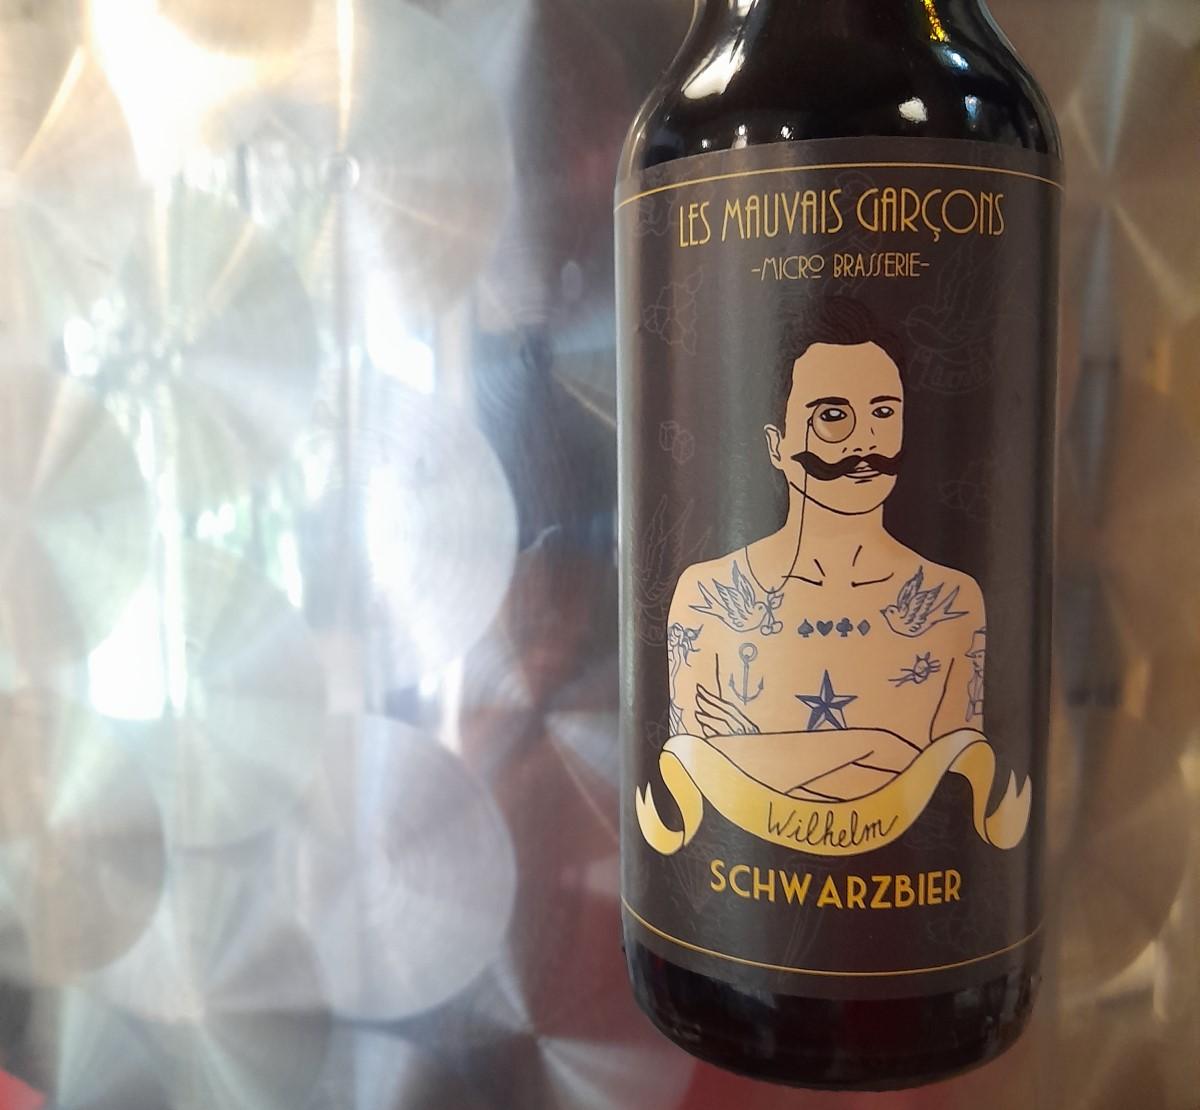 LES MAUVAIS GARÇONS
-MICRO BRASSERIE-
Wilhelm
SCHWARZBIER